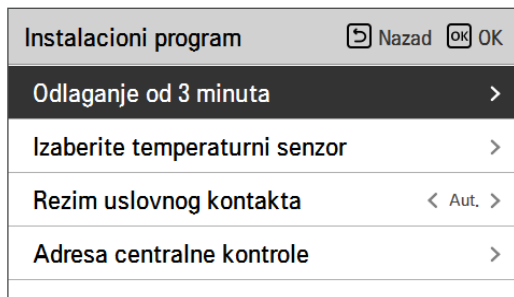 Instalacioni program Nazad OK OK
Odlaganje od 3 minuta >
Izaberite temperaturni senzor >
Rezim uslovnog kontakta < Aut. >
Adresa centralne kontrole >